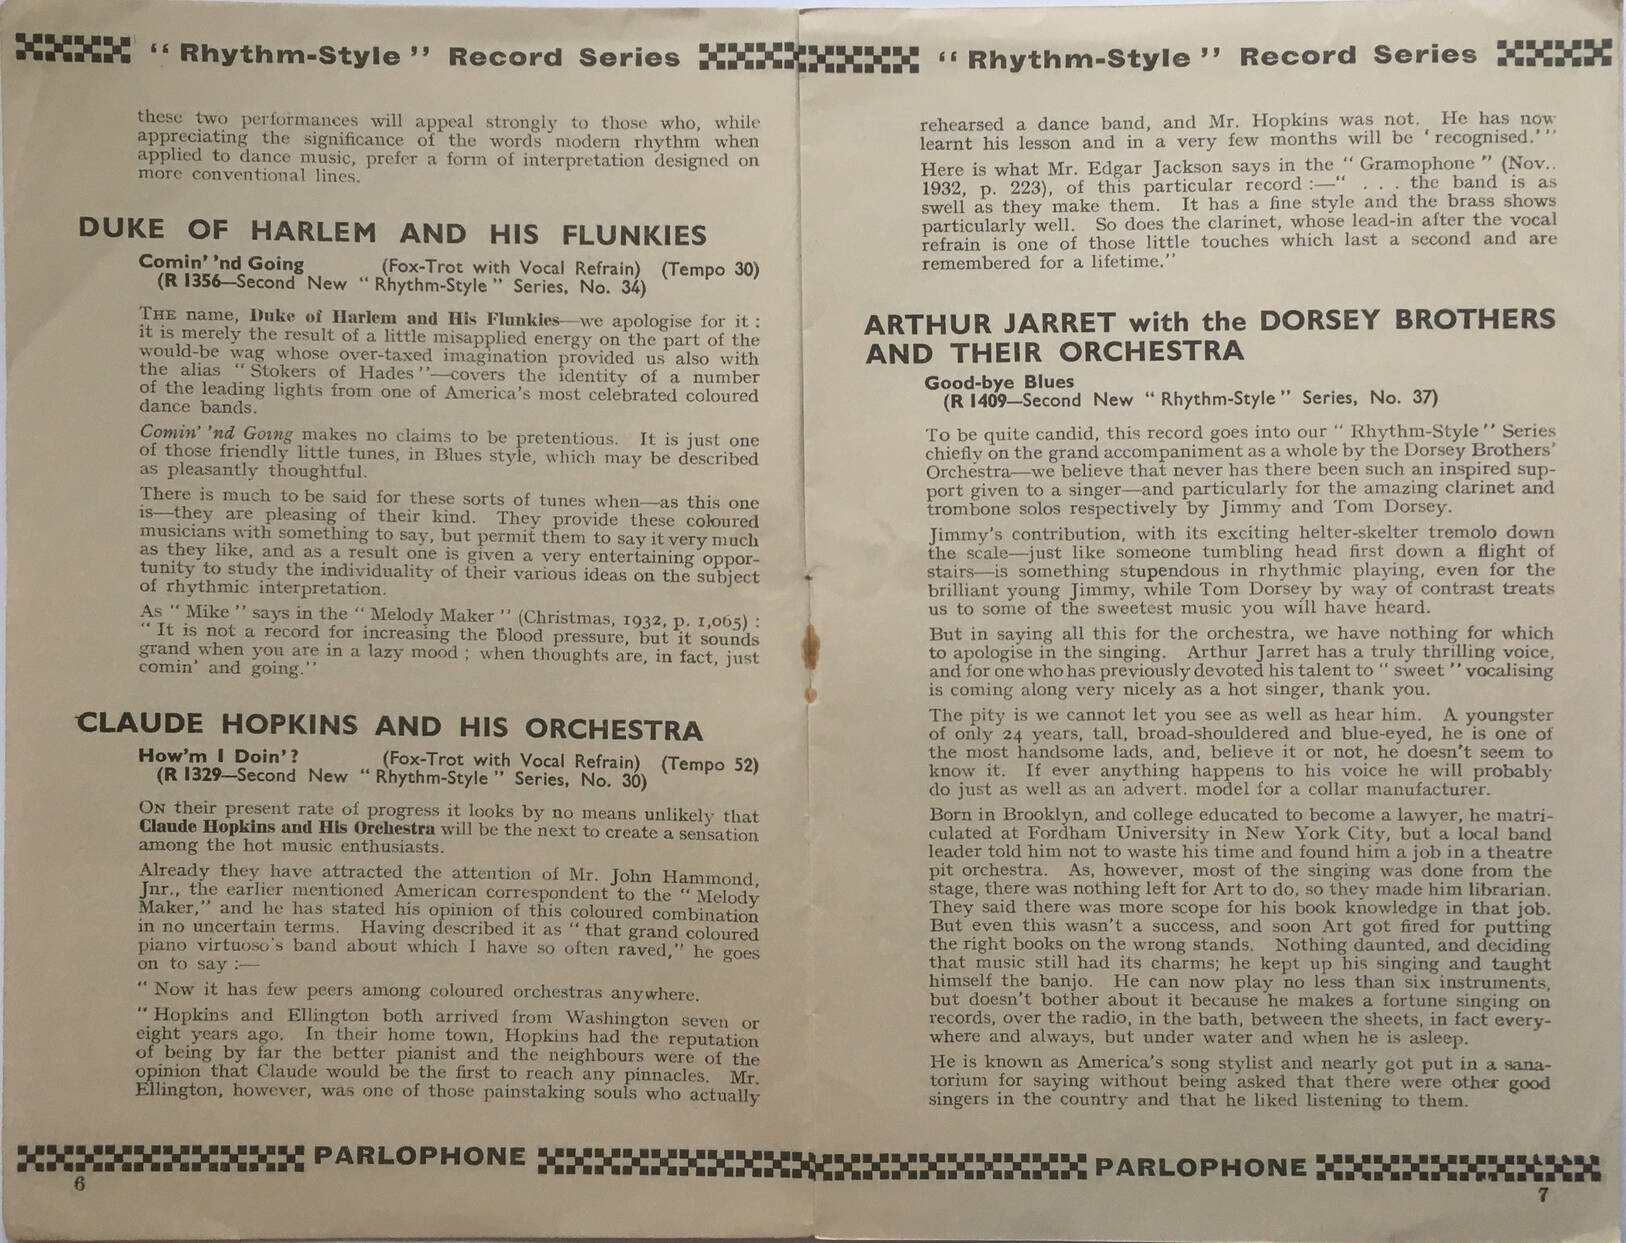 “ Rhythm-Style ” Record Series
these two performances will appeal strongly to those who, while
appreciating the significance of the words modern rhythm when
applied to dance music, prefer a form of interpretation designed on
more conventional lines.
DUKE OF HARLEM AND HIS FLUNKIES
Comin’ ’nd Going (Fox-Trot with Vocal Refrain) (Tempo 30)
(R 1356—Second New “ Rhythm-Style ” Series, No. 34)
THE name, Duke of Harlem and His Flunkies—we apologise for it :
it is merely the result of a little misapplied energy on the part of the
would-be wag whose over-taxed imagination provided us also with
the alias “ Stokers of Hades ”—covers the identity of a number
of the leading lights from one of America’s most celebrated coloured
dance bands.
Comin’ ’nd Going makes no claims to be pretentious. It is just one
of those friendly little tunes, in Blues style, which may be described
as pleasantly thoughtful.
There is much to be said for these sorts of tunes when—as this one
is—they are pleasing of their kind. They provide these coloured
musicians with something to say, but permit them to say it very much
as they like, and as a result one is given a very entertaining oppor-
tunity to study the individuality of their various ideas on the subject
of rhythmic interpretation.
As “ Mike ” says in the “ Melody Maker ” (Christmas, 1932, p. 1,065) :
“ It is not a record for increasing the blood pressure, but it sounds
grand when you are in a lazy mood ; when thoughts are, in fact, just
comin’ and going.”
CLAUDE HOPKINS AND HIS ORCHESTRA
How’m I Doin’ ? (Fox-Trot with Vocal Refrain) (Tempo 52)
(R 1329—Second New “ Rhythm-Style ” Series, No. 30)
ON their present rate of progress it looks by no means unlikely that
Claude Hopkins and His Orchestra will be the next to create a sensation
among the hot music enthusiasts.
Already they have attracted the attention of Mr. John Hammond,
Jnr., the earlier mentioned American correspondent to the “ Melody
Maker,” and he has stated his opinion of this coloured combination
in no uncertain terms. Having described it as “ that grand coloured
piano virtuoso’s band about which I have so often raved,” he goes
on to say :—
“ Now it has few peers among coloured orchestras anywhere.
“ Hopkins and Ellington both arrived from Washington seven or
eight years ago. In their home town, Hopkins had the reputation
of being by far the better pianist and the neighbours were of the
opinion that Claude would be the first to reach any pinnacles. Mr.
Ellington, however, was one of those painstaking souls who actually
PARLOPHONE
6
“ Rhythm-Style ” Record Series
rehearsed a dance band, and Mr. Hopkins was not. He has now
learnt his lesson and in a very few months will be ‘ recognised.’ ”
Here is what Mr. Edgar Jackson says in the “ Gramophone ” (Nov..
1932, p. 223), of this particular record :—“ . . . the band is as
swell as they make them. It has a fine style and the brass shows
particularly well. So does the clarinet, whose lead-in after the vocal
refrain is one of those little touches which last a second and are
remembered for a lifetime.”
ARTHUR JARRET with the DORSEY BROTHERS
AND THEIR ORCHESTRA
Good-bye Blues
(R 1409—Second New “ Rhythm-Style ” Series, No. 37)
To be quite candid, this record goes into our “ Rhythm-Style ” Series
chiefly on the grand accompaniment as a whole by the Dorsey Brothers’
Orchestra—we believe that never has there been such an inspired sup-
port given to a singer—and particularly for the amazing clarinet and
trombone solos respectively by Jimmy and Tom Dorsey.
Jimmy’s contribution, with its exciting helter-skelter tremolo down
the scale—just like someone tumbling head first down a flight of
stairs—is something stupendous in rhythmic playing, even for the
brilliant young Jimmy, while Tom Dorsey by way of contrast treats
us to some of the sweetest music you will have heard.
But in saying all this for the orchestra, we have nothing for which
to apologise in the singing. Arthur Jarret has a truly thrilling voice,
and for one who has previously devoted his talent to “ sweet ” vocalising
is coming along very nicely as a hot singer, thank you.
The pity is we cannot let you see as well as hear him. A youngster
of only 24 years, tall, broad-shouldered and blue-eyed, he is one of
the most handsome lads, and, believe it or not, he doesn’t seem to
know it. If ever anything happens to his voice he will probably
do just as well as an advert. model for a collar manufacturer.
Born in Brooklyn, and college educated to become a lawyer, he matri-
culated at Fordham University in New York City, but a local band
leader told him not to waste his time and found him a job in a theatre
pit orchestra. As, however, most of the singing was done from the
stage, there was nothing left for Art to do, so they made him librarian.
They said there was more scope for his book knowledge in that job.
But even this wasn’t a success, and soon Art got fired for putting
the right books on the wrong stands. Nothing daunted, and deciding
that music still had its charms; he kept up his singing and taught
himself the banjo. He can now play no less than six instruments,
but doesn’t bother about it because he makes a fortune singing on
records, over the radio, in the bath, between the sheets, in fact every-
where and always, but under water and when he is asleep.
He is known as America’s song stylist and nearly got put in a sana-
torium for saying without being asked that there were other good
singers in the country and that he liked listening to them.
PARLOPHONE
7